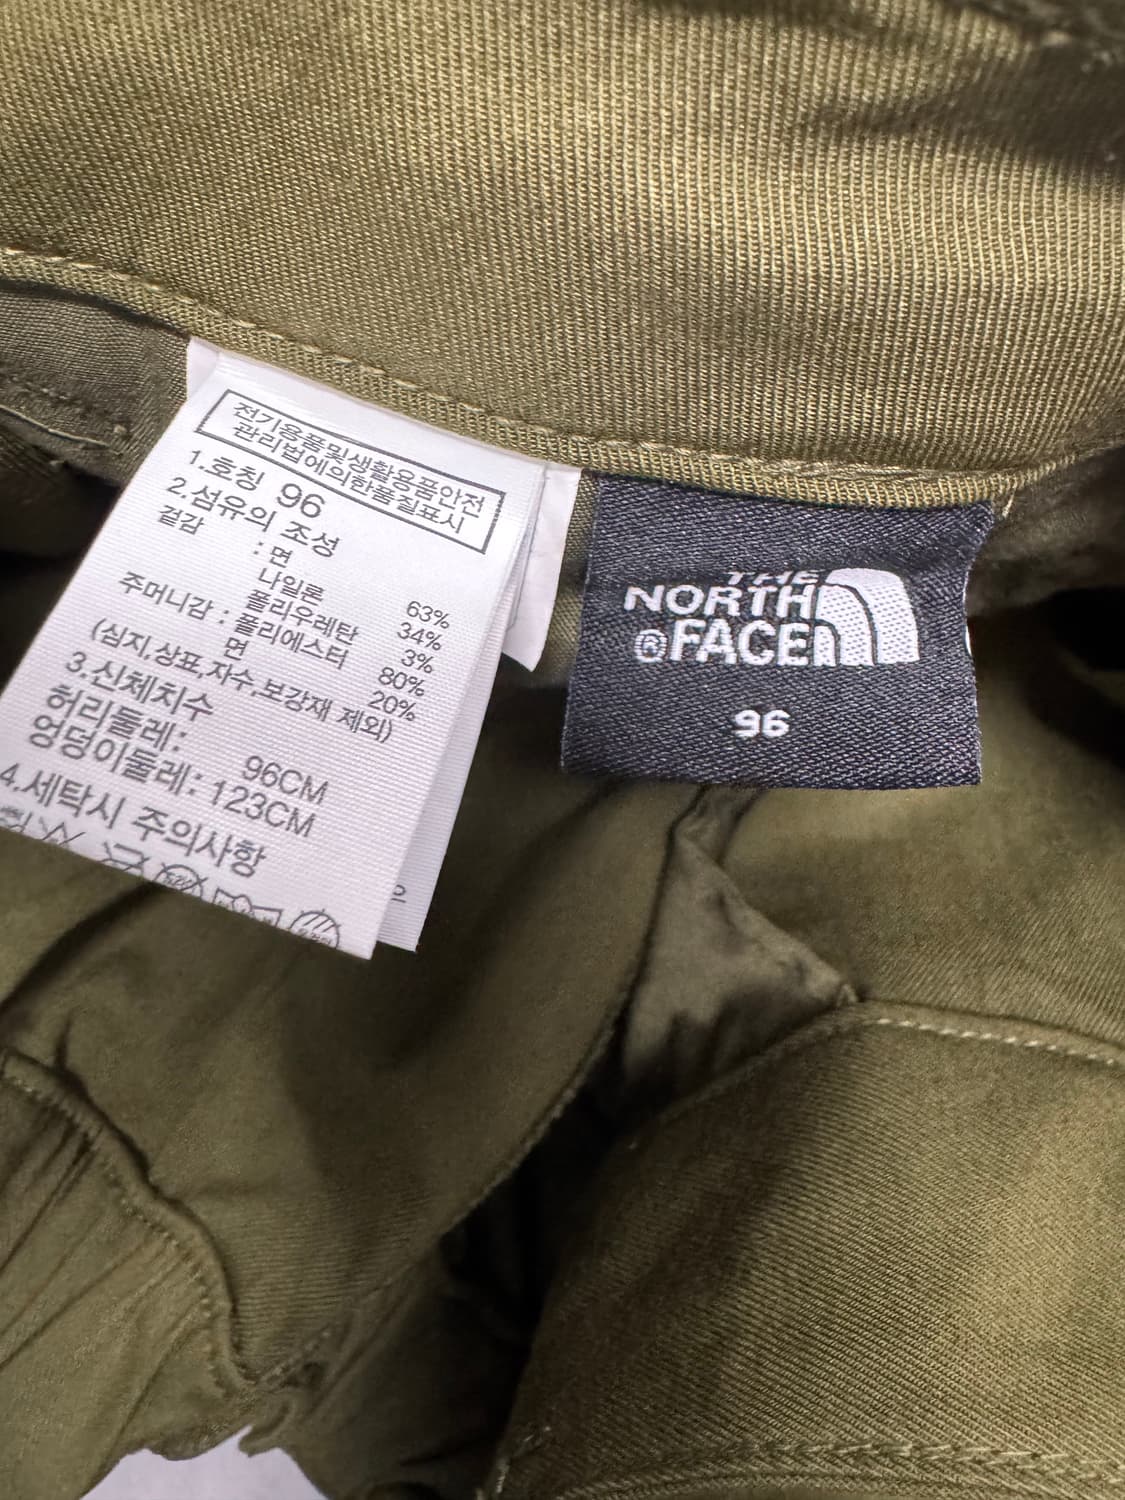 전기용품및생활용품안전
관리법에의한품질표시
1.호칭 96
2.섬유의 조성
겉감 : 면 63%
나일론 34%
폴리우레탄 3%
주머니감 : 폴리에스터 80%
면 20%
(심지,상표,자수,보강재 제외)
3.신체치수
허리둘레: 96CM
엉덩이둘레: 123CM
4.세탁시 주의사항
THE
NORTH
®FACE
96